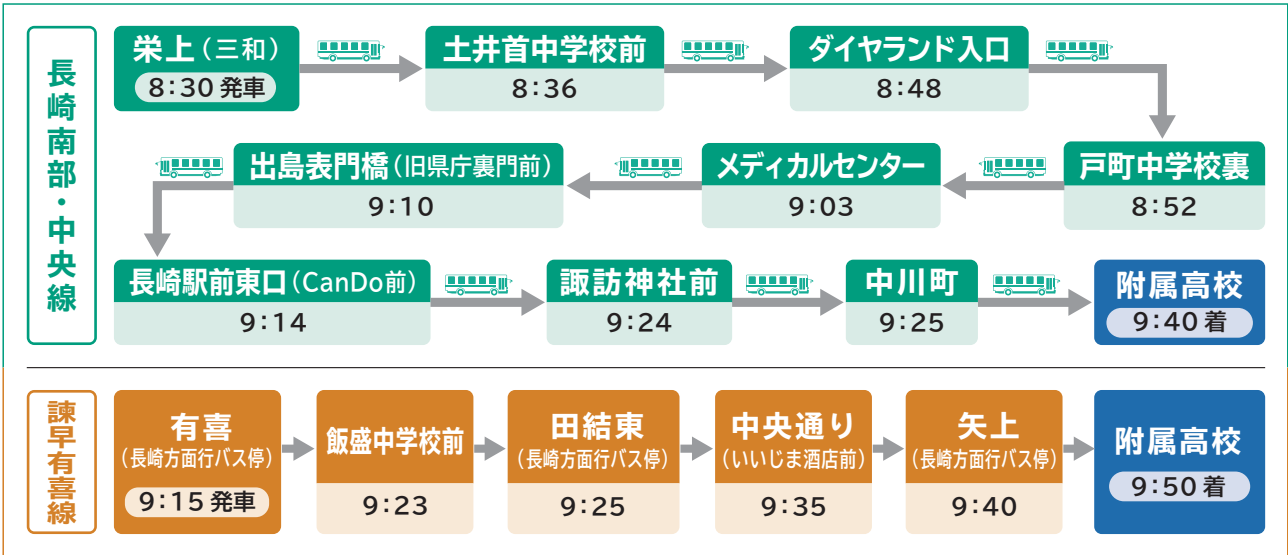 長崎南部・中央線
栄上（三和）
8：30 発車
土井首中学校前
8：36
ダイヤランド入口
8：48
戸町中学校裏
8：52
メディカルセンター
9：03
出島表門橋（旧県庁裏門前）
9：10
長崎駅前東口（CanDo前）
9：14
諏訪神社前
9：24
中川町
9：25
附属高校
9：40 着
諫早有喜線
有喜
（長崎方面行バス停）
9：15 発車
飯盛中学校前
9：23
田結東
（長崎方面行バス停）
9：25
中央通り
（いいじま酒店前）
9：35
矢上
（長崎方面行バス停）
9：40
附属高校
9：50 着